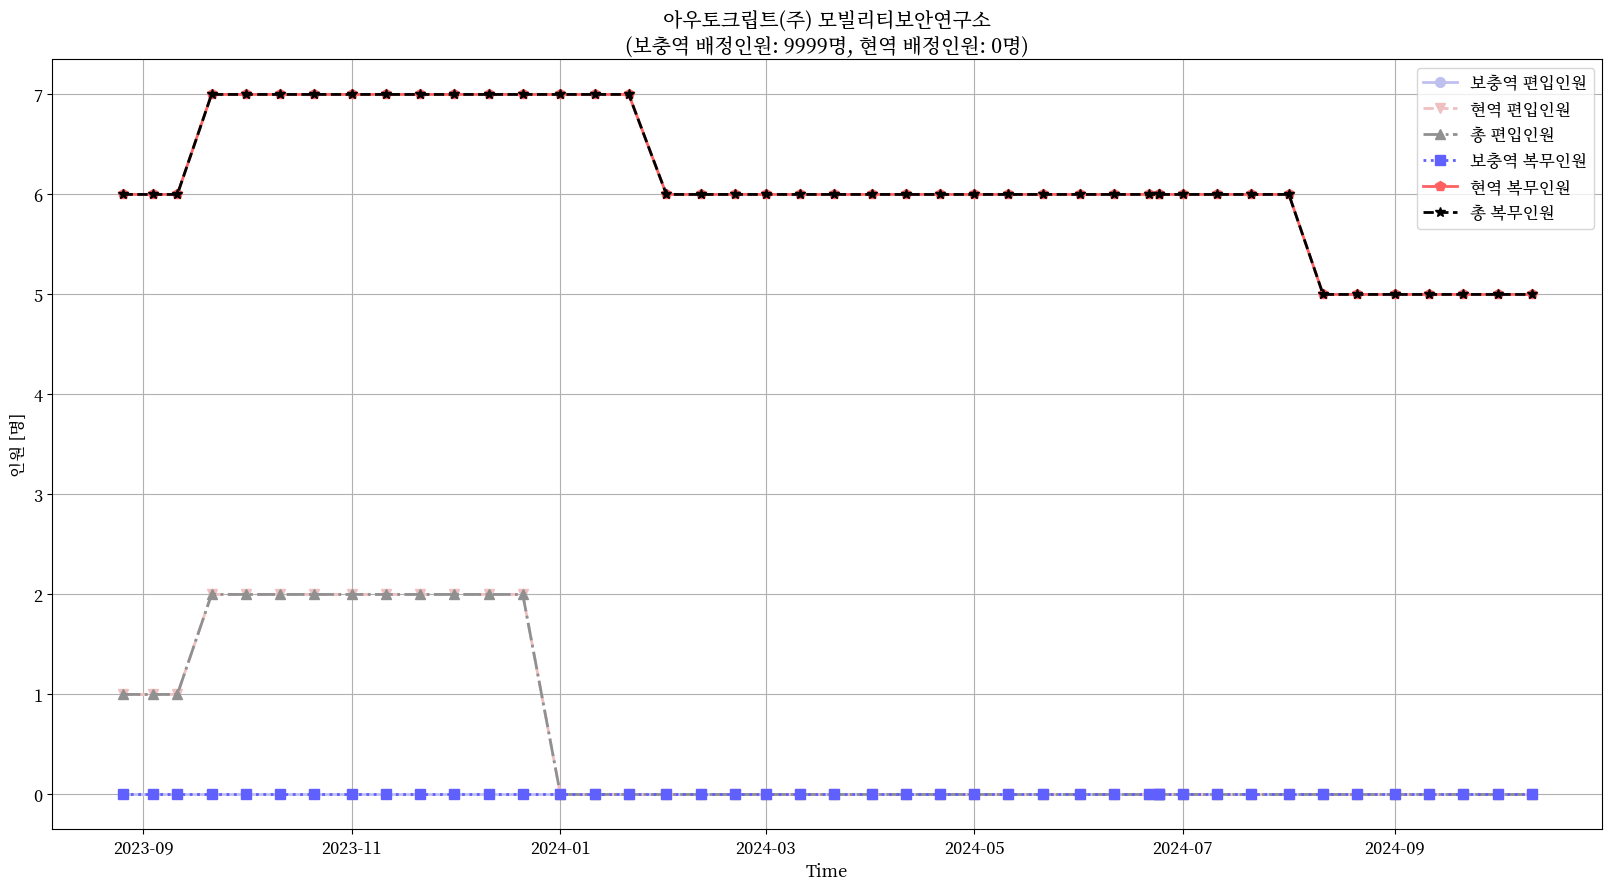 아우토크립트(주) 모빌리티보안연구소
(보충역 배정인원: 9999명, 현역 배정인원: 0명)
보충역 편입인원
현역 편입인원
총 편입인원
보충역 복무인원
현역 복무인원
총 복무인원
인원 [명]
7
6
5
4
3
2
1
0
2023-09
2023-11
2024-01
2024-03
2024-05
2024-07
2024-09
Time